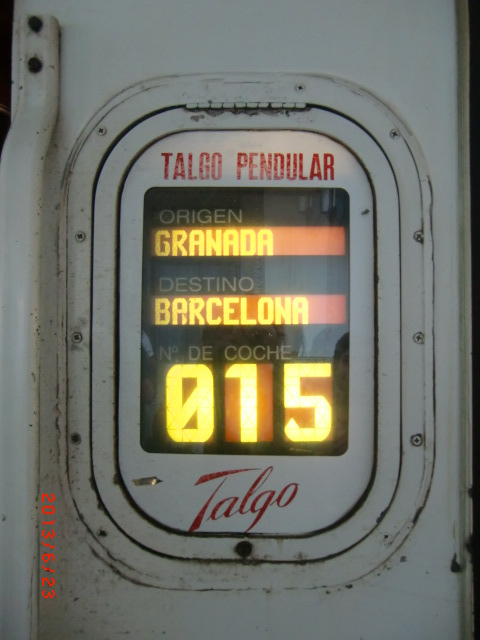 TALGO PENDULAR
ORIGEN
GRANADA
DESTINO
BARCELONA
Nº DE COCHE
015
Talgo
2013/6/23